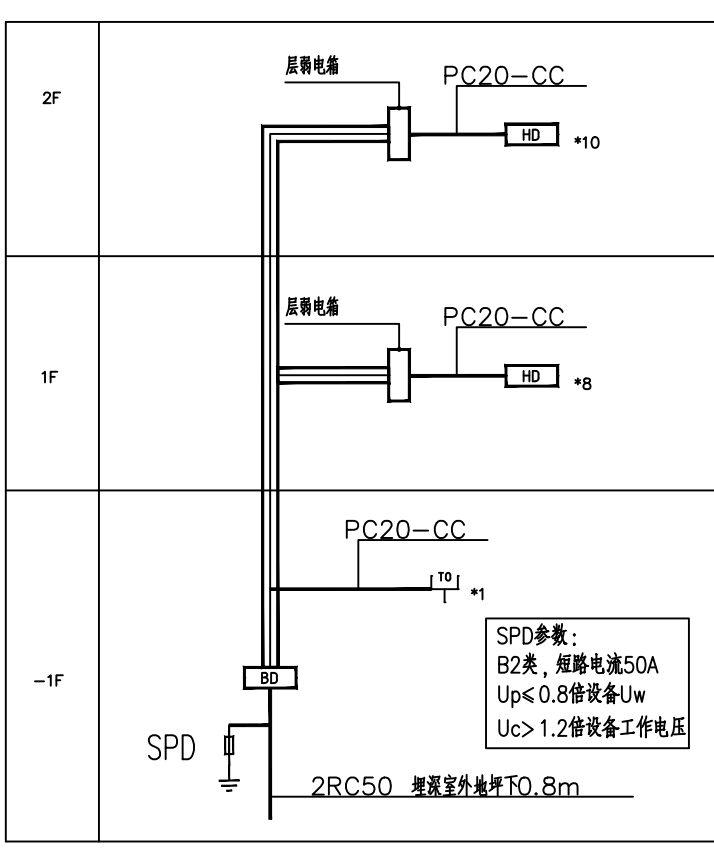 2F
层弱电箱
PC20-CC
HD
*10
1F
层弱电箱
PC20-CC
HD
*8
-1F
PC20-CC
TO
*1
BD
SPD
SPD参数:
B2类, 短路电流50A
Up≤0.8倍设备Uw
Uc>1.2倍设备工作电压
2RC50 埋深室外地坪下0.8m